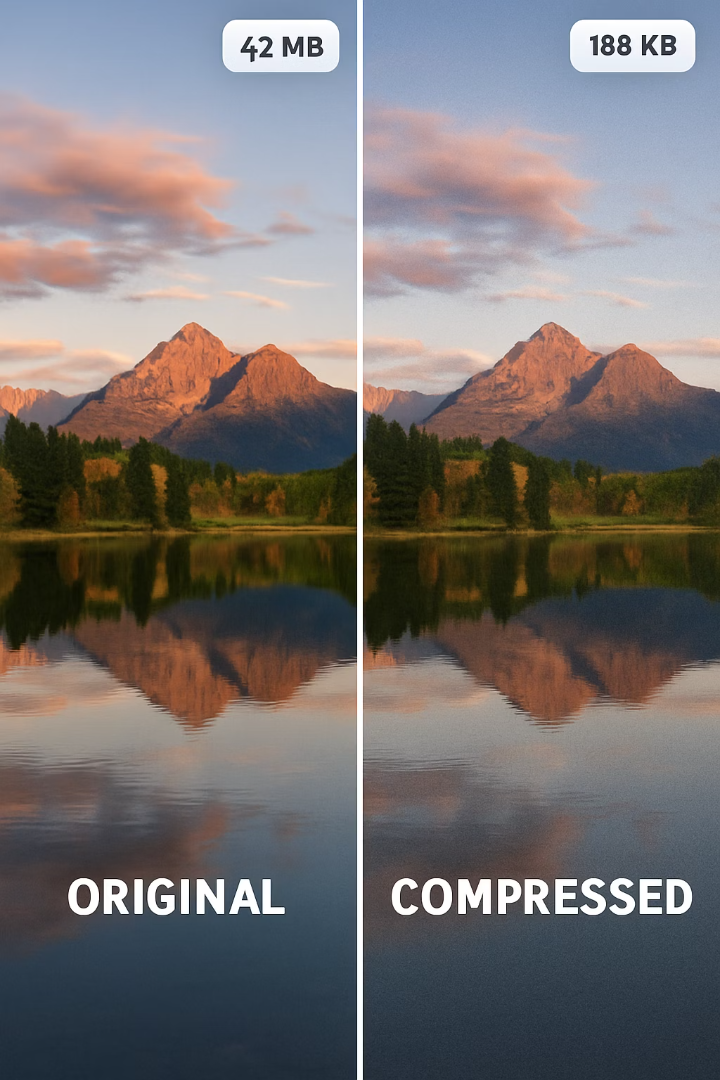 42 MB
188 KB
ORIGINAL
COMPRESSED